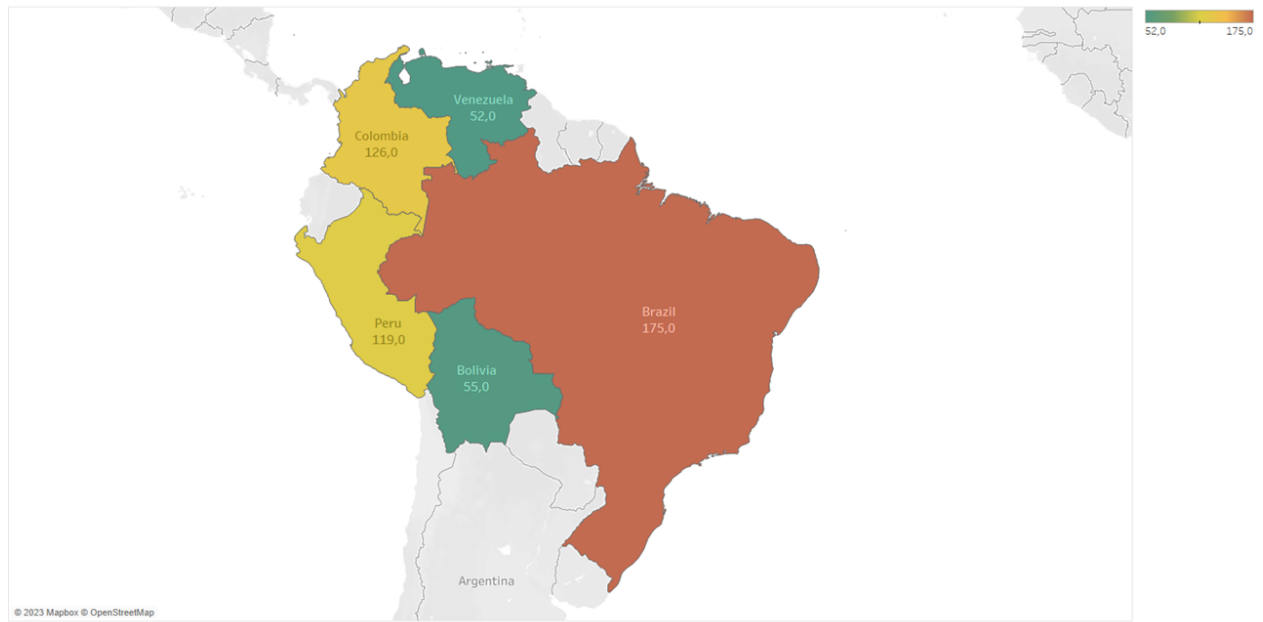 52,0 175,0
Venezuela
52,0
Colombia
126,0
Brazil
175,0
Peru
119,0
Bolivia
55,0
Argentina
© 2023 Mapbox © OpenStreetMap